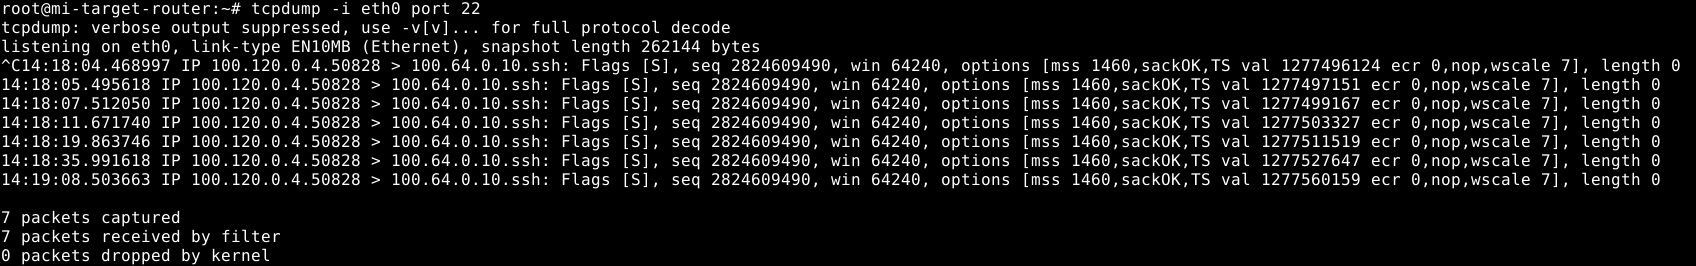 root@mi-target-router:~# tcpdump -i eth0 port 22
tcpdump: verbose output suppressed, use -v[v]... for full protocol decode
listening on eth0, link-type EN10MB (Ethernet), snapshot length 262144 bytes
^C14:18:04.468997 IP 100.120.0.4.50828 > 100.64.0.10.ssh: Flags [S], seq 2824609490, win 64240, options [mss 1460,sackOK,TS val 1277496124 ecr 0,nop,wscale 7], length 0
14:18:05.495618 IP 100.120.0.4.50828 > 100.64.0.10.ssh: Flags [S], seq 2824609490, win 64240, options [mss 1460,sackOK,TS val 1277497151 ecr 0,nop,wscale 7], length 0
14:18:07.512050 IP 100.120.0.4.50828 > 100.64.0.10.ssh: Flags [S], seq 2824609490, win 64240, options [mss 1460,sackOK,TS val 1277499167 ecr 0,nop,wscale 7], length 0
14:18:11.671740 IP 100.120.0.4.50828 > 100.64.0.10.ssh: Flags [S], seq 2824609490, win 64240, options [mss 1460,sackOK,TS val 1277503327 ecr 0,nop,wscale 7], length 0
14:18:19.863746 IP 100.120.0.4.50828 > 100.64.0.10.ssh: Flags [S], seq 2824609490, win 64240, options [mss 1460,sackOK,TS val 1277511519 ecr 0,nop,wscale 7], length 0
14:18:35.991618 IP 100.120.0.4.50828 > 100.64.0.10.ssh: Flags [S], seq 2824609490, win 64240, options [mss 1460,sackOK,TS val 1277527647 ecr 0,nop,wscale 7], length 0
14:19:08.503663 IP 100.120.0.4.50828 > 100.64.0.10.ssh: Flags [S], seq 2824609490, win 64240, options [mss 1460,sackOK,TS val 1277560159 ecr 0,nop,wscale 7], length 0
7 packets captured
7 packets received by filter
0 packets dropped by kernel